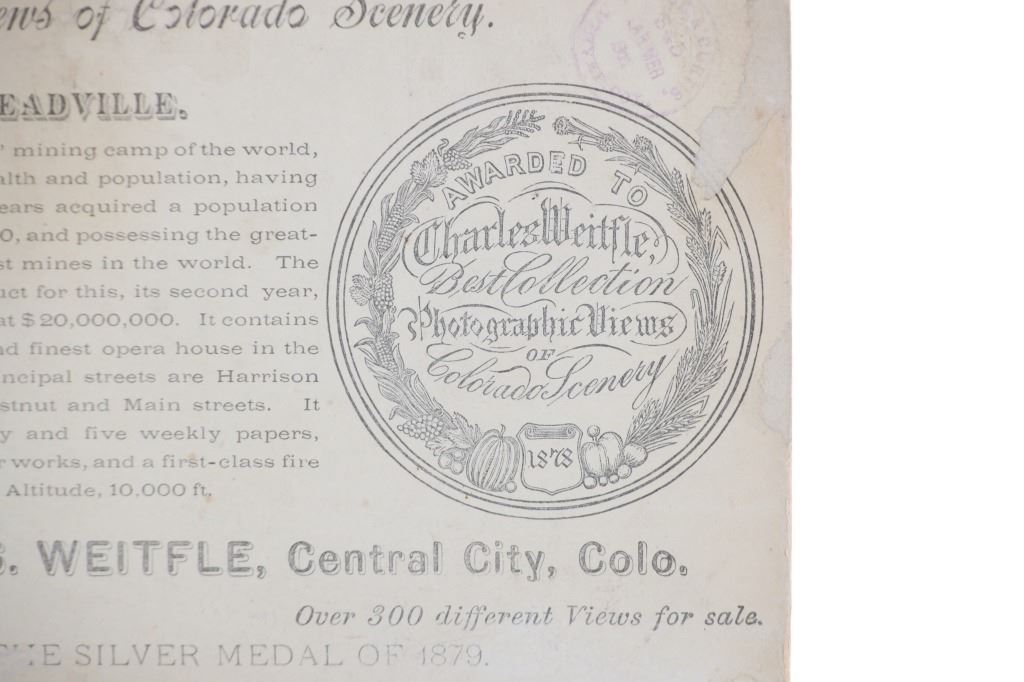 ews of Colorado Scenery.
EADVILLE.
" mining camp of the world,
alth and population, having
ears acquired a population
0, and possessing the great-
st mines in the world. The
uct for this, its second year,
at $20,000,000. It contains
nd finest opera house in the
incipal streets are Harrison
stnut and Main streets. It
y and five weekly papers,
r works, and a first-class fire
Altitude, 10,000 ft.
AWARDED TO
Charles Weitfle,
Best Collection
Photographic Views
OF
Colorado Scenery
1878
S. WEITFLE, Central City, Colo.
Over 300 different Views for sale.
THE SILVER MEDAL OF 1879.